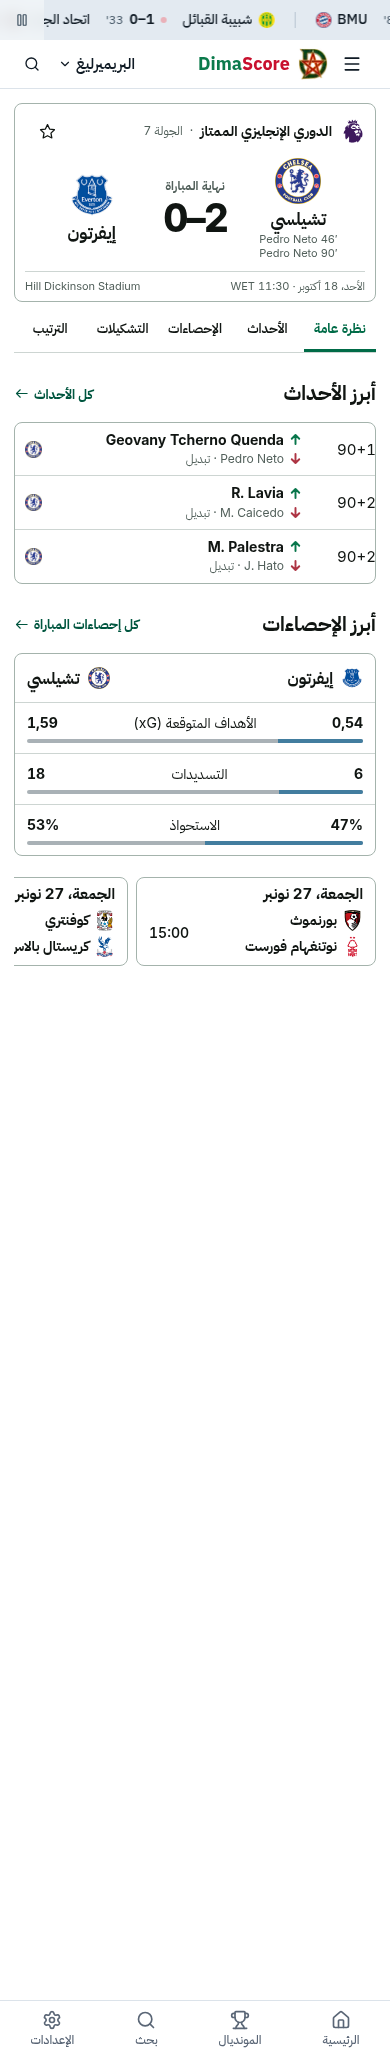 BMU
شبيبة القبائل
0–1
33'
اتحاد الج
DimaScore
البريميرليغ
الدوري الإنجليزي الممتاز · الجولة 7
تشيلسي
Pedro Neto 46'
Pedro Neto 90'
نهاية المباراة
0–2
إيفرتون
الأحد، 18 أكتوبر · 11:30 WET
Hill Dickinson Stadium
نظرة عامة
الأحداث
الإحصاءات
التشكيلات
الترتيب
أبرز الأحداث
كل الأحداث
90+1
Geovany Tcherno Quenda
Pedro Neto · تبديل
90+2
R. Lavia
M. Caicedo · تبديل
90+2
M. Palestra
J. Hato · تبديل
أبرز الإحصاءات
كل إحصاءات المباراة
إيفرتون
تشيلسي
0,54 الأهداف المتوقعة (xG) 1,59
6 التسديدات 18
47% الاستحواذ 53%
الجمعة، 27 نونبر
بورنموث
نوتنغهام فورست
15:00
الجمعة، 27 نونبر
كوفنتري
كريستال بالاس
الرئيسية
المونديال
بحث
الإعدادات